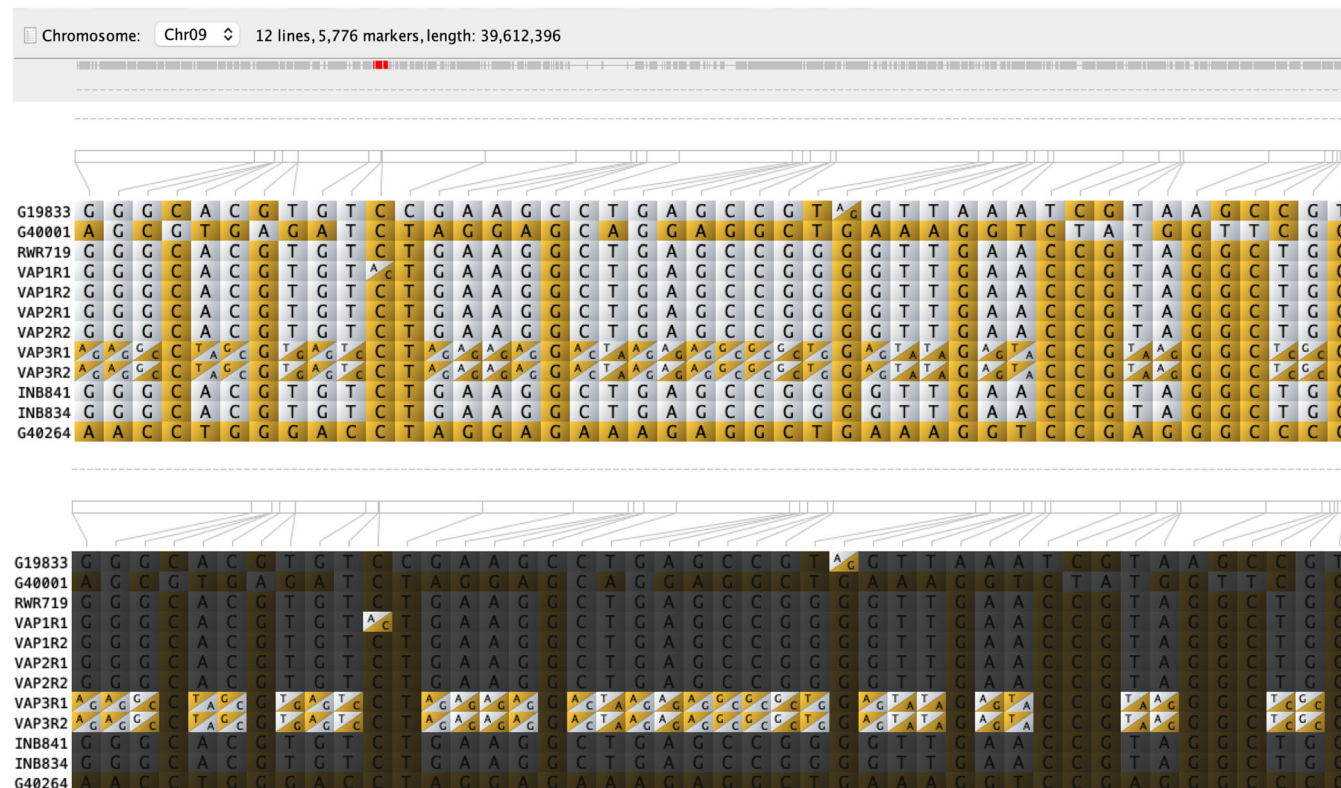 Chromosome: Chr09 12 lines, 5,776 markers, length: 39,612,396
G19833 G G G C A C G T G T C C G A A G C C T G A G C C G T A G G T T A A A T C G T A A G C C G T
G40001 A G C G T G A G A T C T A G G A G C A G G A G G C T G A A A G G T C T A T G G T T C G
RWR719 G G G C A C G T G T C T G A A G G C T G A G C C G G G G T T G A A C C G T A G G C T G
VAP1R1 G G G C A C G T G T A C T G A A G G C T G A G C C G G G G T T G A A C C G T A G G C T G
VAP1R2 G G G C A C G T G T C T G A A G G C T G A G C C G G G G T T G A A C C G T A G G C T G
VAP2R1 G G G C A C G T G T C T G A A G G C T G A G C C G G G G T T G A A C C G T A G G C T G
VAP2R2 G G G C A C G T G T C T G A A G G C T G A G C C G G G G T T G A A C C G T A G G C T G
VAP3R1 A G A G G C C T A G C G T G A G T C C T A G A G A G A G G A C T A A G A G A G G C G C G C T G G A G T A T A G A G T A C C G T A A G G G C T C G C
VAP3R2 A G A G G C C T A G C G T G A G T C C T A G A G A G A G G A C T A A G A G A G G C G C G C T G G A G T A T A G A G T A C C G T A A G G G C T C G C
INB841 G G G C A C G T G T C T G A A G G C T G A G C C G G G G T T G A A C C G T A G G C T G
INB834 G G G C A C G T G T C T G A A G G C T G A G C C G G G G T T G A A C C G T A G G C T G
G40264 A A C C T G G G A C C T A G G A G A A A G A G G C T G A A A G G T C C G A G G G C C C
G19833 G G G C A C G T G T C C G A A G C C T G A G C C G T A G G T T A A A T C G T A A G C C G T
G40001 A G C G T G A G A T C T A G G A G C A G G A G G C T G A A A G G T C T A T G G T T C G
RWR719 G G G C A C G T G T C T G A A G G C T G A G C C G G G G T T G A A C C G T A G G C T G
VAP1R1 G G G C A C G T G T A C T G A A G G C T G A G C C G G G G T T G A A C C G T A G G C T G
VAP1R2 G G G C A C G T G T C T G A A G G C T G A G C C G G G G T T G A A C C G T A G G C T G
VAP2R1 G G G C A C G T G T C T G A A G G C T G A G C C G G G G T T G A A C C G T A G G C T G
VAP2R2 G G G C A C G T G T C T G A A G G C T G A G C C G G G G T T G A A C C G T A G G C T G
VAP3R1 A G A G G C C T A G C G T G A G T C C T A G A G A G A G G A C T A A G A G A G G C G C G C T G G A G T A T A G A G T A C C G T A A G G G C T C G C
VAP3R2 A G A G G C C T A G C G T G A G T C C T A G A G A G A G G A C T A A G A G A G G C G C G C T G G A G T A T A G A G T A C C G T A A G G G C T C G C
INB841 G G G C A C G T G T C T G A A G G C T G A G C C G G G G T T G A A C C G T A G G C T G
INB834 G G G C A C G T G T C T G A A G G C T G A G C C G G G G T T G A A C C G T A G G C T G
G40264 A A C C T G G G A C C T A G G A G A A A G A G G C T G A A A G G T C C G A G G G C C C